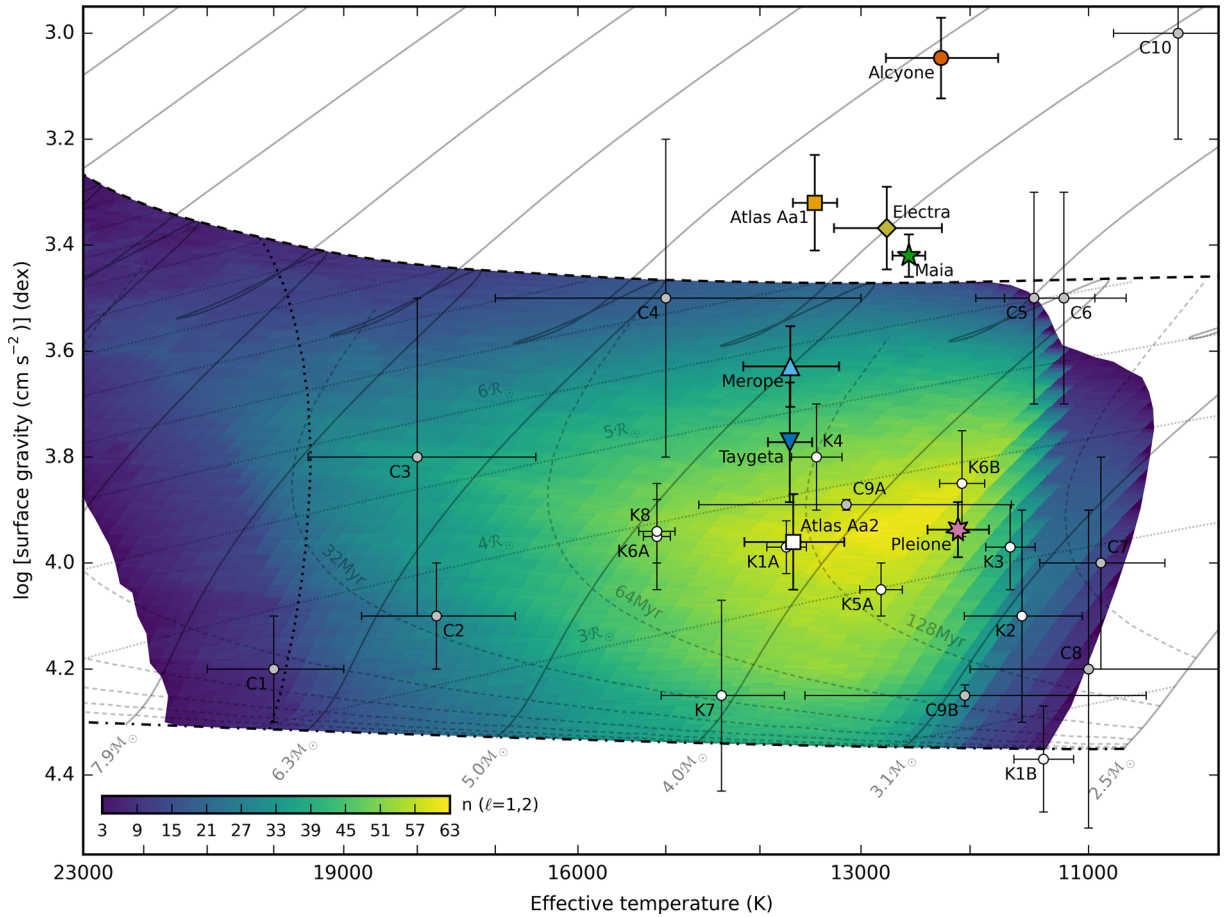 3.0
3.2
3.4
3.6
3.8
4.0
4.2
4.4
log [surface gravity (cm s⁻²)] (dex)
C10
Alcyone
Atlas Aa1
Electra
Maia
C4
C5
C6
Merope
6ℛ☉
5ℛ☉
Taygeta
K4
C3
K6B
C9A
K8
K6A
Atlas Aa2
Pleione
4ℛ☉
K1A
K3
C7
32Myr
64Myr
K5A
128Myr
C2
3ℛ☉
K2
C8
C1
K7
C9B
7.9ℳ☉
6.3ℳ☉
5.0ℳ☉
4.0ℳ☉
3.1ℳ☉
2.5ℳ☉
K1B
n (ℓ=1,2)
3 9 15 21 27 33 39 45 51 57 63
23000 19000 16000 13000 11000
Effective temperature (K)